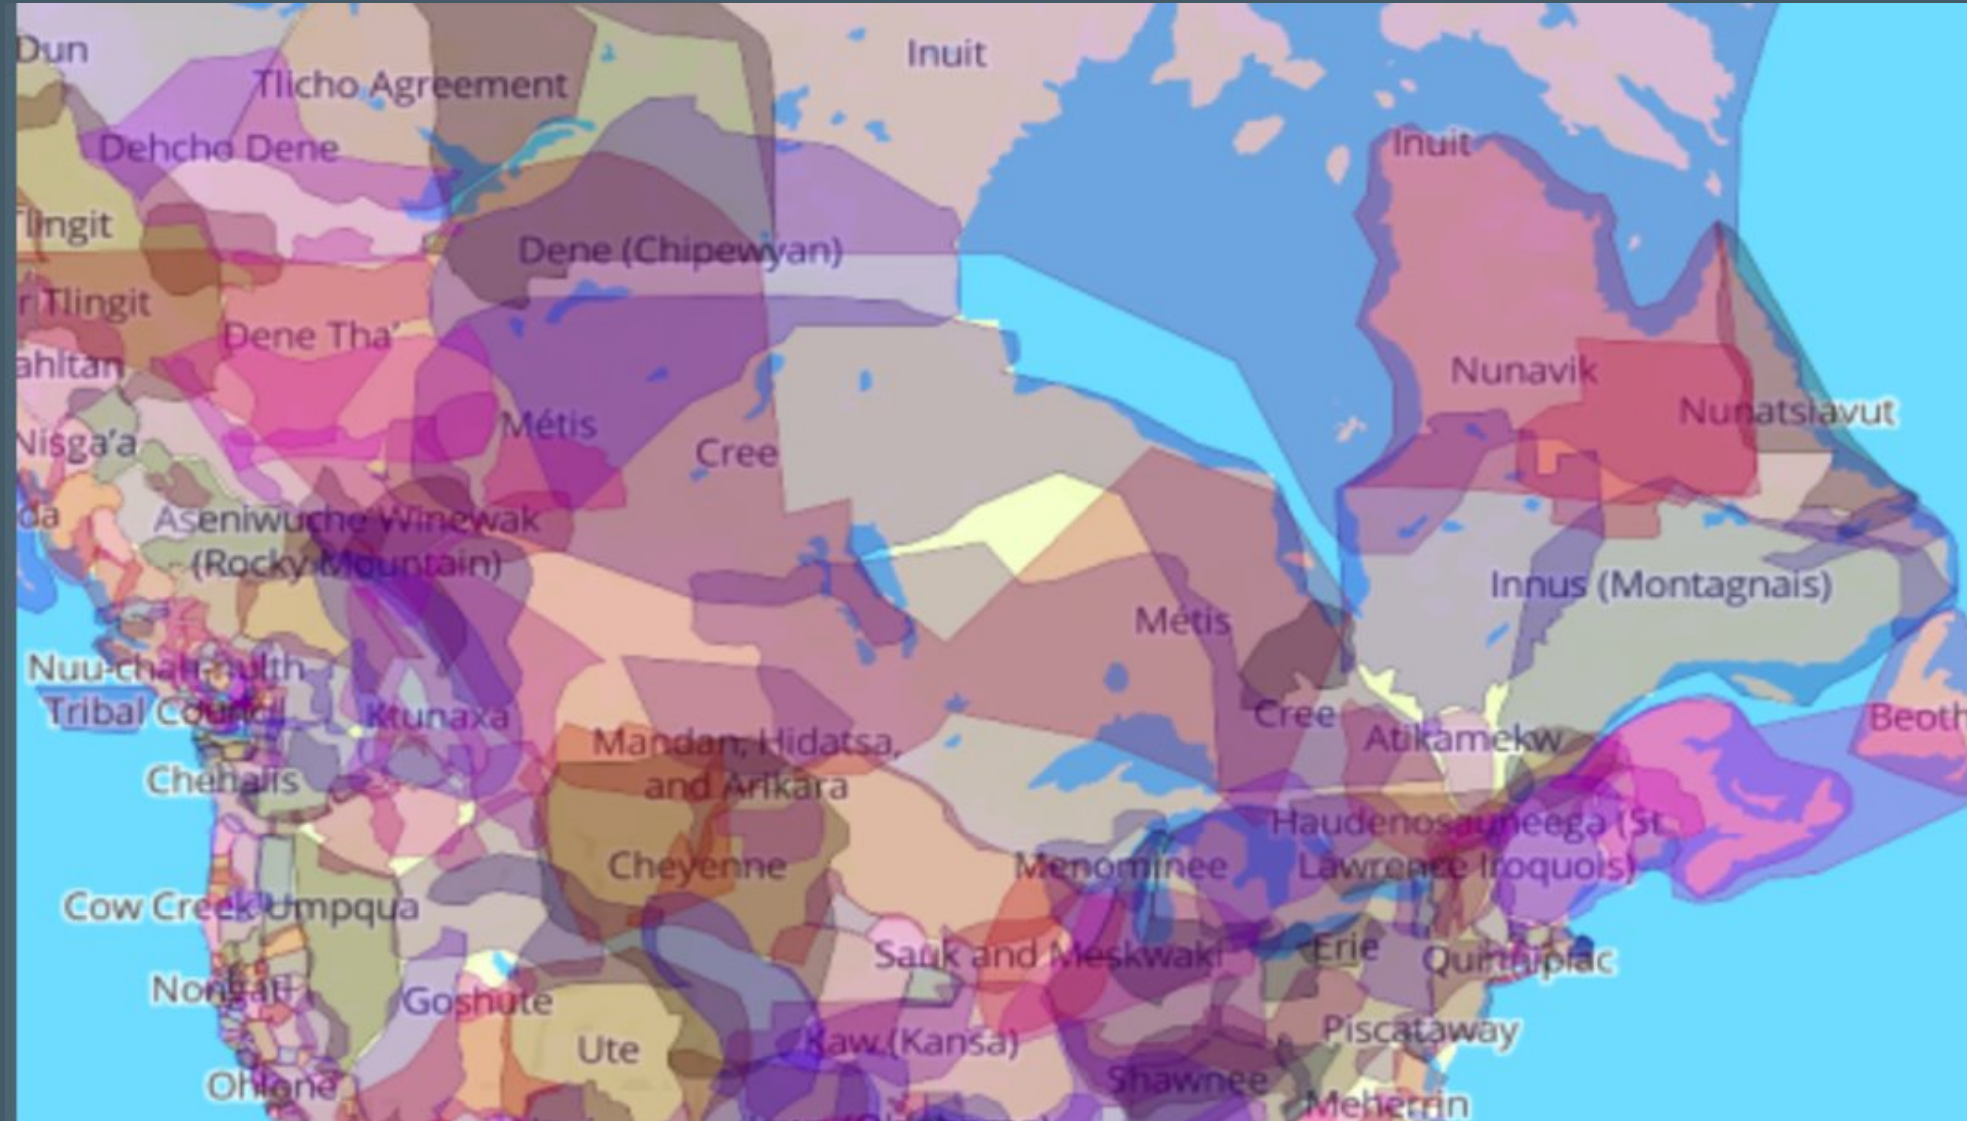 Dun
Inuit
Tlicho Agreement
Dehcho Dene
Inuit
Tlingit
Dene (Chipewyan)
r Tlingit
Dene Tha'
ahltan
Nunavik
Nunatsiavut
Métis
Nisga'a
Cree
da
Aseniwuche Winewak
(Rocky Mountain)
Innus (Montagnais)
Métis
Nuu-chah-nulth
Tribal Council
Ktunaxa
Cree
Atikamekw
Beoth
Mandan, Hidatsa,
and Arikara
Chehalis
Haudenosauneega (St.
Lawrence Iroquois)
Cheyenne
Menominee
Cow Creek Umpqua
Sauk and Meskwaki
Erie
Quinnipiac
Nongatl
Goshute
Ute
Kaw (Kansa)
Piscataway
Ohlone
Shawnee
Meherrin